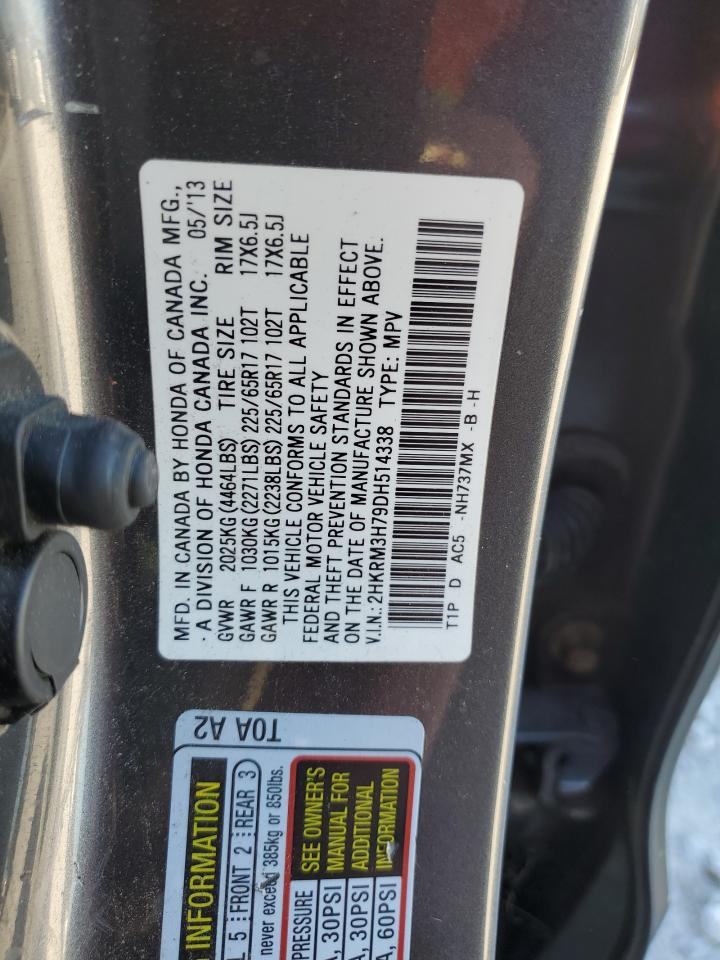 MFD. IN CANADA BY HONDA OF CANADA MFG.,
- A DIVISION OF HONDA CANADA INC. 05/'13
GVWR 2025KG(4464LBS) TIRE SIZE RIM SIZE
GAWR F 1030KG(2271LBS) 225/65R17 102T 17X6.5J
GAWR R 1015KG(2238LBS) 225/65R17 102T 17X6.5J
THIS VEHICLE CONFORMS TO ALL APPLICABLE
FEDERAL MOTOR VEHICLE SAFETY
AND THEFT PREVENTION STANDARDS IN EFFECT
ON THE DATE OF MANUFACTURE SHOWN ABOVE.
V.I.N.: 2HKRM3H79DH514338 TYPE: MPV
T1P D AC5 -NH737MX -B -H
T0A A2
INFORMATION
5 FRONT 2 REAR 3
never exceed 385kg or 850lbs.
PRESSURE SEE OWNER'S
MANUAL FOR
ADDITIONAL
INFORMATION
30PSI
30PSI
60PSI